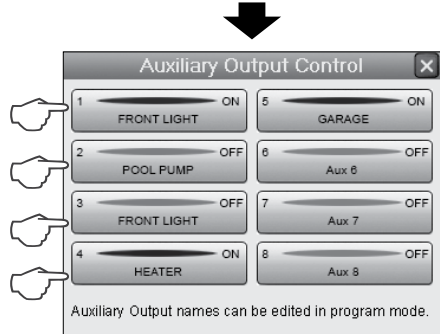 Auxiliary Output Control
1 ON 5 ON
FRONT LIGHT GARAGE
2 OFF 6 OFF
POOL PUMP Aux 6
3 OFF 7 OFF
FRONT LIGHT Aux 7
4 ON 8 OFF
HEATER Aux 8
Auxiliary Output names can be edited in program mode.